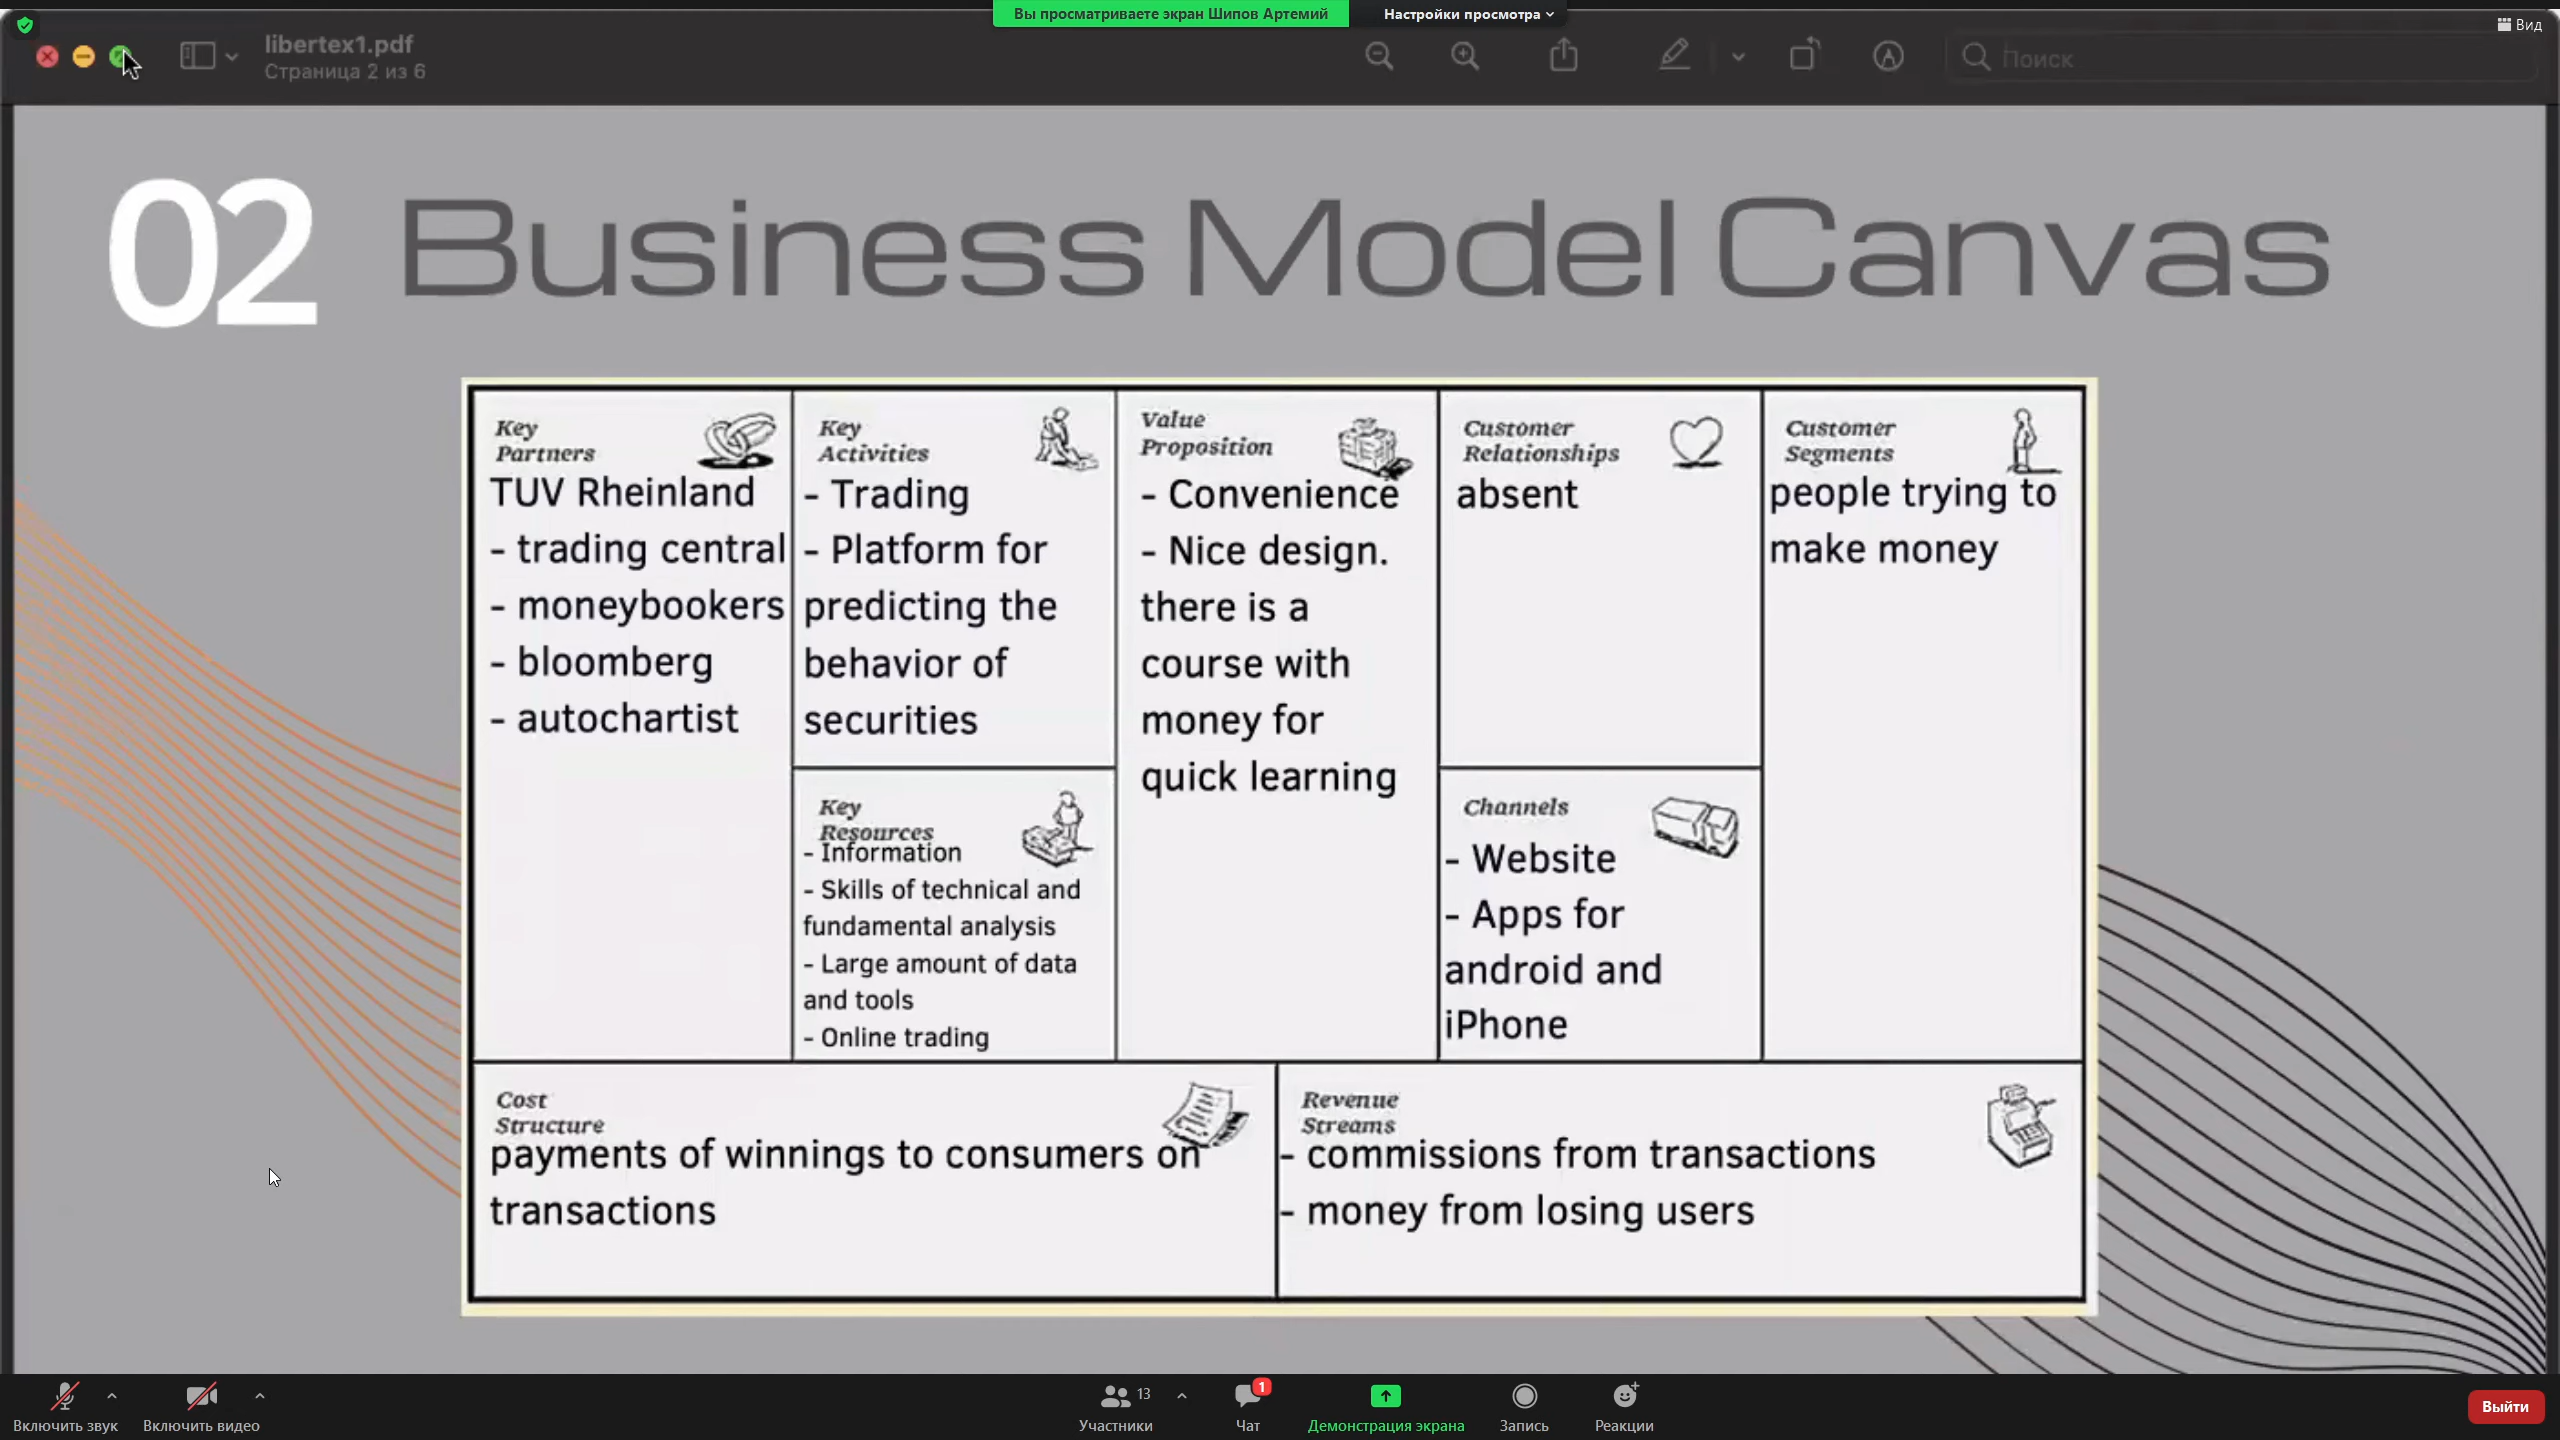 Вы просматриваете экран Шипов Артемий
Настройки просмотра
Вид
libertex1.pdf
Страница 2 из 6
Поиск
02 Business Model Canvas
Key
Partners
TUV Rheinland
- trading central
- moneybookers
- bloomberg
- autochartist
Key
Activities
- Trading
- Platform for
predicting the
behavior of
securities
Key
Resources
- Information
- Skills of technical and
fundamental analysis
- Large amount of data
and tools
- Online trading
Value
Proposition
- Convenience
- Nice design.
there is a
course with
money for
quick learning
Customer
Relationships
absent
Channels
- Website
- Apps for
android and
iPhone
Customer
Segments
people trying to
make money
Cost
Structure
payments of winnings to consumers on
transactions
Revenue
Streams
- commissions from transactions
- money from losing users
Включить звук
Включить видео
13
Участники
1
Чат
Демонстрация экрана
Запись
Реакции
Выйти